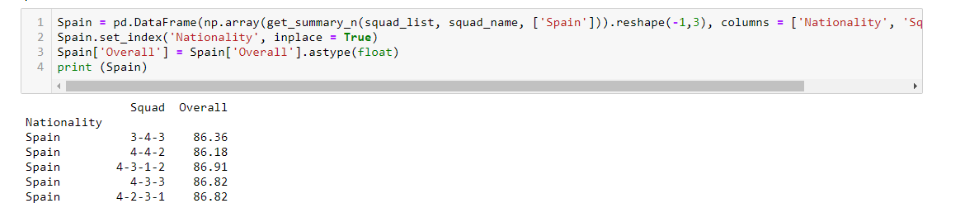 1 Spain = pd.DataFrame(np.array(get_summary_n(squad_list, squad_name, ['Spain'])).reshape(-1,3), columns = ['Nationality', 'Sq
2 Spain.set_index('Nationality', inplace = True)
3 Spain['Overall'] = Spain['Overall'].astype(float)
4 print (Spain)
Squad Overall
Nationality
Spain 3-4-3 86.36
Spain 4-4-2 86.18
Spain 4-3-1-2 86.91
Spain 4-3-3 86.82
Spain 4-2-3-1 86.82